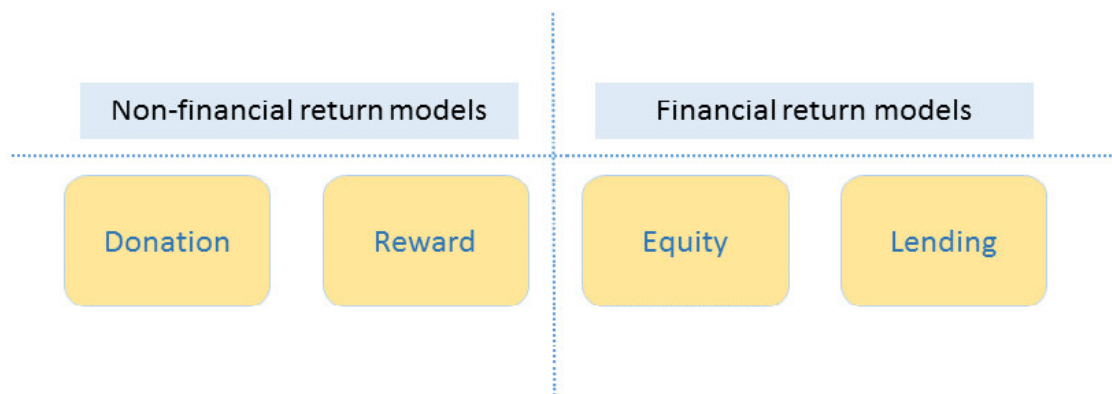 Non-financial return models
Financial return models
Donation
Reward
Equity
Lending